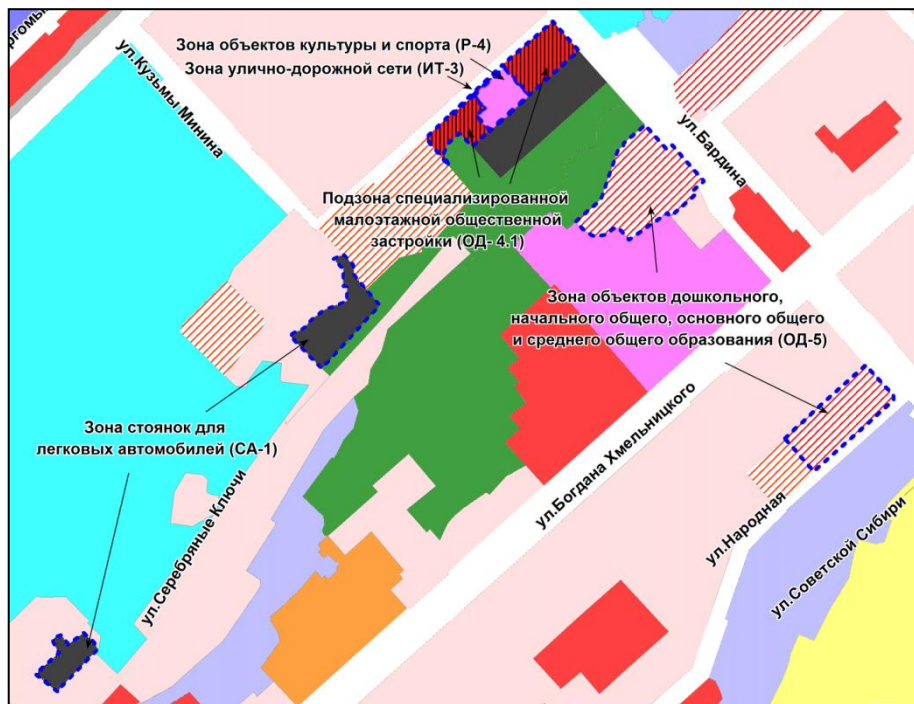 ул.Кузьмы Минина
Зона объектов культуры и спорта (Р-4)
Зона улично-дорожной сети (ИТ-3)
ул.Бардина
Подзона специализированной
малоэтажной общественной
застройки (ОД- 4.1)
Зона объектов дошкольного,
начального общего, основного общего
и среднего общего образования (ОД-5)
Зона стоянок для
легковых автомобилей (СА-1)
ул.Серебряные Ключи
ул.Богдана Хмельницкого
ул.Народная
ул.Советской Сибири